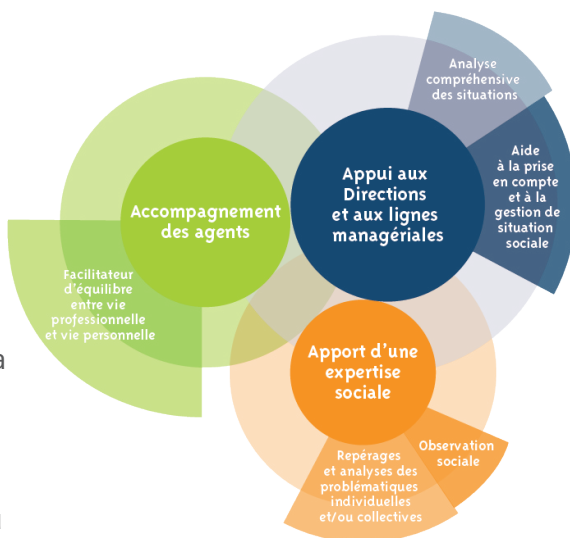 Analyse
compréhensive
des situations
Appui aux
Directions
et aux lignes
managériales
Aide
à la prise
en compte
et à la
gestion de
situation
sociale
Accompagnement
des agents
Facilitateur
d'équilibre
entre vie
professionnelle
et vie personnelle
Apport d'une
expertise
sociale
Observation
sociale
Repérages
et analyses des
problématiques
individuelles
et/ou collectives
a